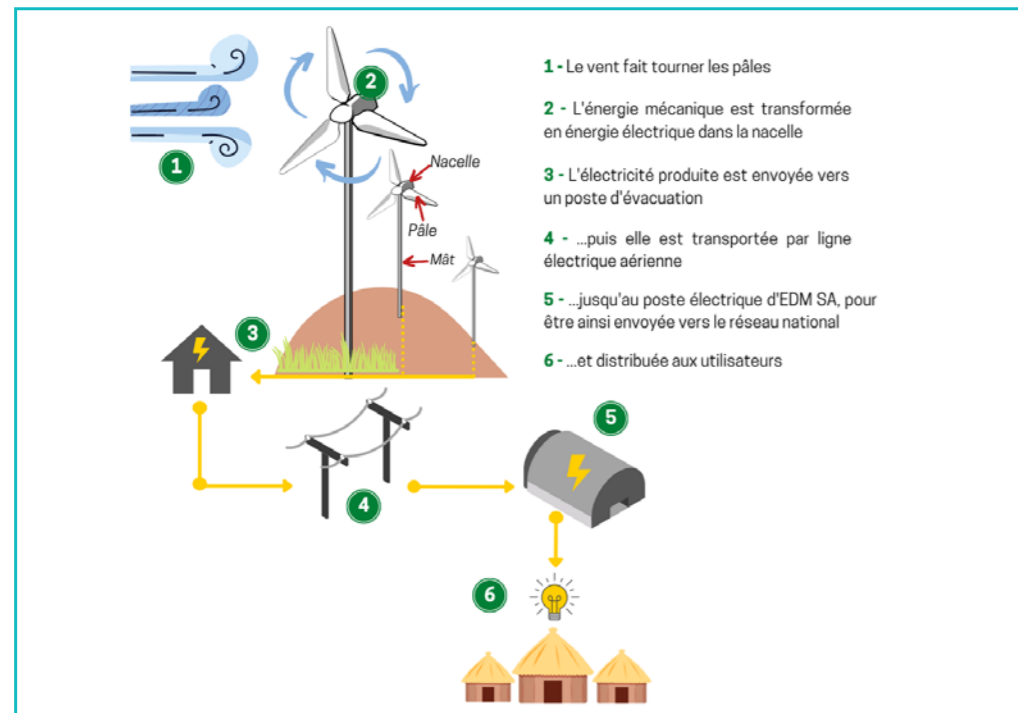 1 - Le vent fait tourner les pâles
2 - L'énergie mécanique est transformée
en énergie électrique dans la nacelle
3 - L'électricité produite est envoyée vers
un poste d'évacuation
4 - ...puis elle est transportée par ligne
électrique aérienne
5 - ...jusqu'au poste électrique d'EDM SA, pour
être ainsi envoyée vers le réseau national
6 - ...et distribuée aux utilisateurs
1
2
Nacelle
Pâle
Mât
3
4
5
6